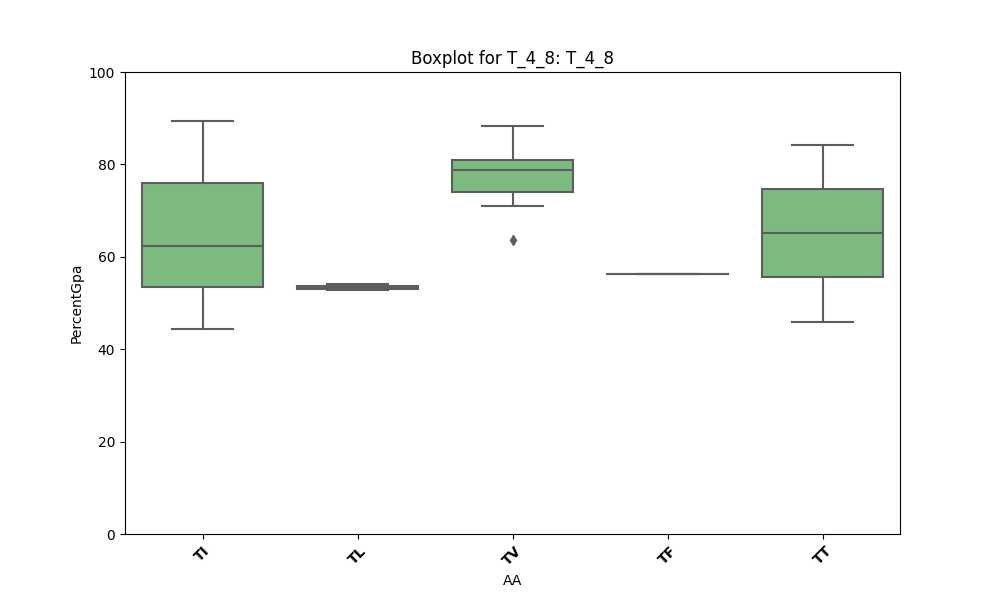 Boxplot for T_4_8: T_4_8
100
80
60
40
20
0
PercentGpa
TI
TL
TV
TF
TT
AA